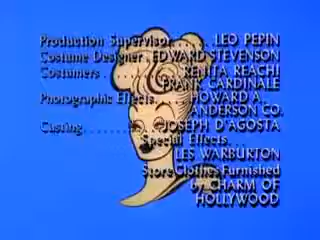 Production Supervisor ...... LEO PEPIN
Costume Designer . EDWARD STEVENSON
Costumers ........ RENITA REACHI
FRANK CARDINALE
Photographic Effects ..... HOWARD A.
ANDERSON CO.
Casting ......... JOSEPH D'AGOSTA
Special Effects ...
LES WARBURTON
Store Clothes Furnished
by CHARM OF
HOLLYWOOD